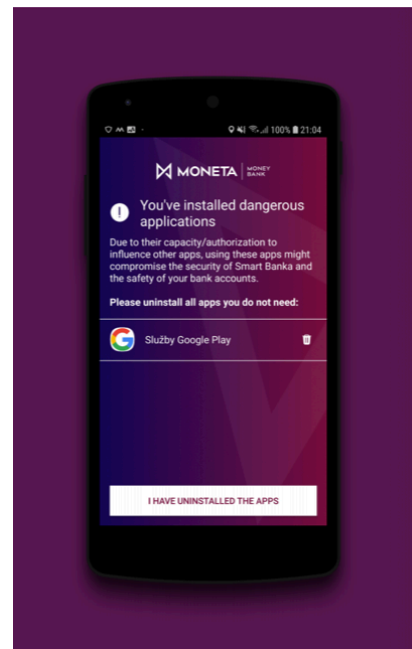 100% 21:04
MONETA MONEY BANK
You've installed dangerous
applications
Due to their capacity/authorization to
influence other apps, using these apps might
compromise the security of Smart Banka and
the safety of your bank accounts.
Please uninstall all apps you do not need:
Služby Google Play
I HAVE UNINSTALLED THE APPS